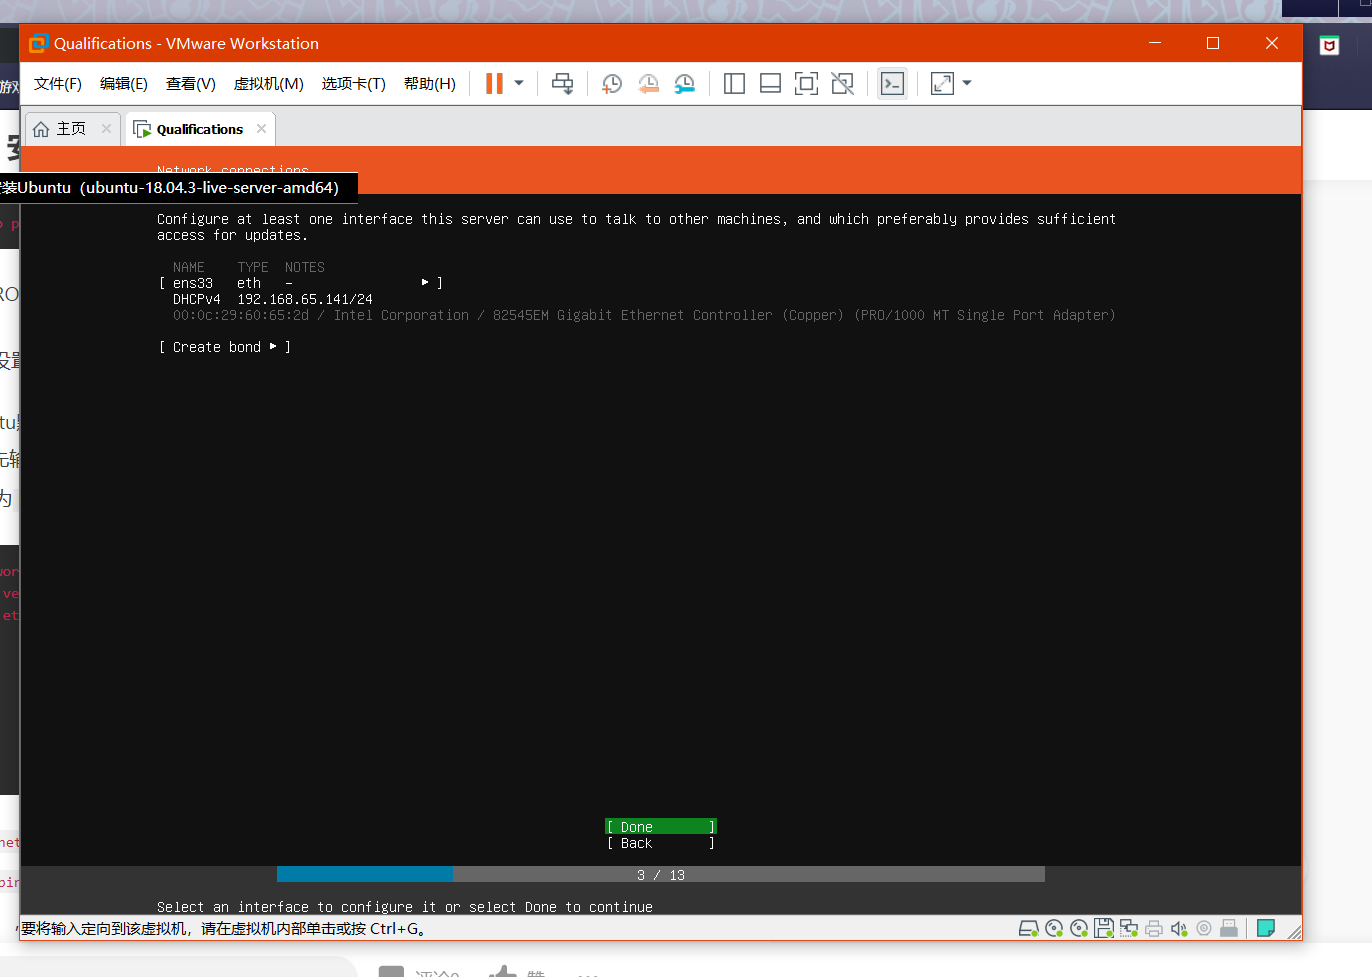 Qualifications - VMware Workstation
文件(F) 编辑(E) 查看(V) 虚拟机(M) 选项卡(T) 帮助(H)
主页
Qualifications
Network connections
装Ubuntu（ubuntu-18.04.3-live-server-amd64）
Configure at least one interface this server can use to talk to other machines, and which preferably provides sufficient
access for updates.
NAME TYPE NOTES
[ ens33 eth – ▸ ]
DHCPv4 192.168.65.141/24
00:0c:29:60:65:2d / Intel Corporation / 82545EM Gigabit Ethernet Controller (Copper) (PRO/1000 MT Single Port Adapter)
[ Create bond ▸ ]
[ Done ]
[ Back ]
3 / 13
Select an interface to configure it or select Done to continue
要将输入定向到该虚拟机，请在虚拟机内部单击或按 Ctrl+G。